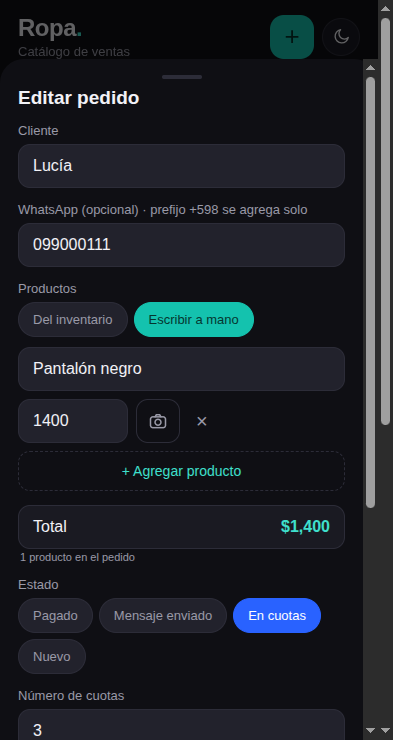 Ropa.
Catálogo de ventas
+
Editar pedido
Cliente
Lucía
WhatsApp (opcional) · prefijo +598 se agrega solo
099000111
Productos
Del inventario Escribir a mano
Pantalón negro
1400 ×
+ Agregar producto
Total $1,400
1 producto en el pedido
Estado
Pagado Mensaje enviado En cuotas
Nuevo
Número de cuotas
3